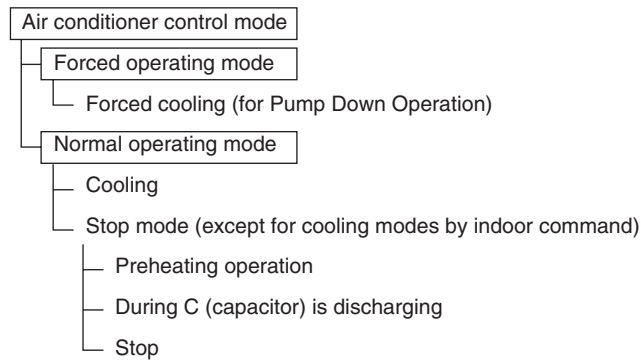 Air conditioner control mode
Forced operating mode
Forced cooling (for Pump Down Operation)
Normal operating mode
Cooling
Stop mode (except for cooling modes by indoor command)
Preheating operation
During C (capacitor) is discharging
Stop